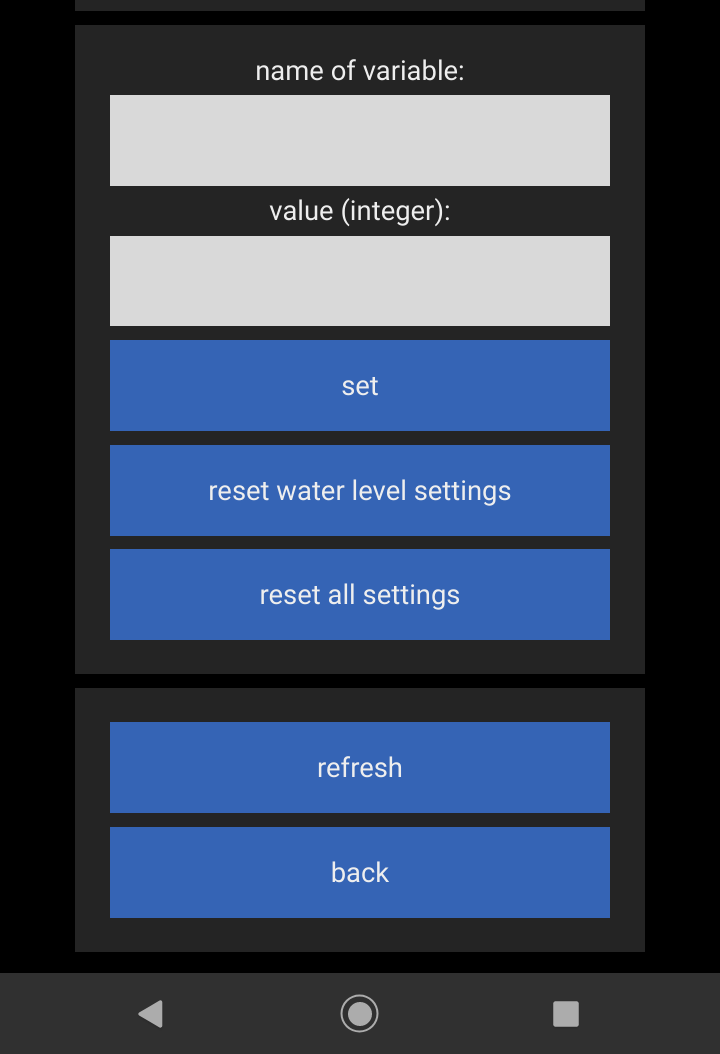 name of variable:
value (integer):
set
reset water level settings
reset all settings
refresh
back